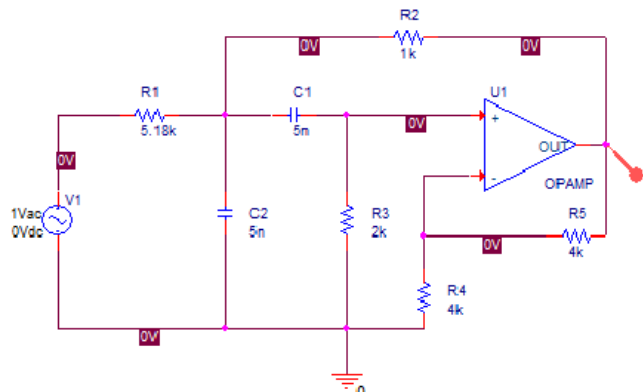 R2
0V
0V
1k
R1
C1
U1
5.18k
5n
0V
+
OUT
0V
-
OPAMP
V1
1Vac
0Vdc
C2
5n
R3
2k
R5
0V
4k
R4
4k
0V
0